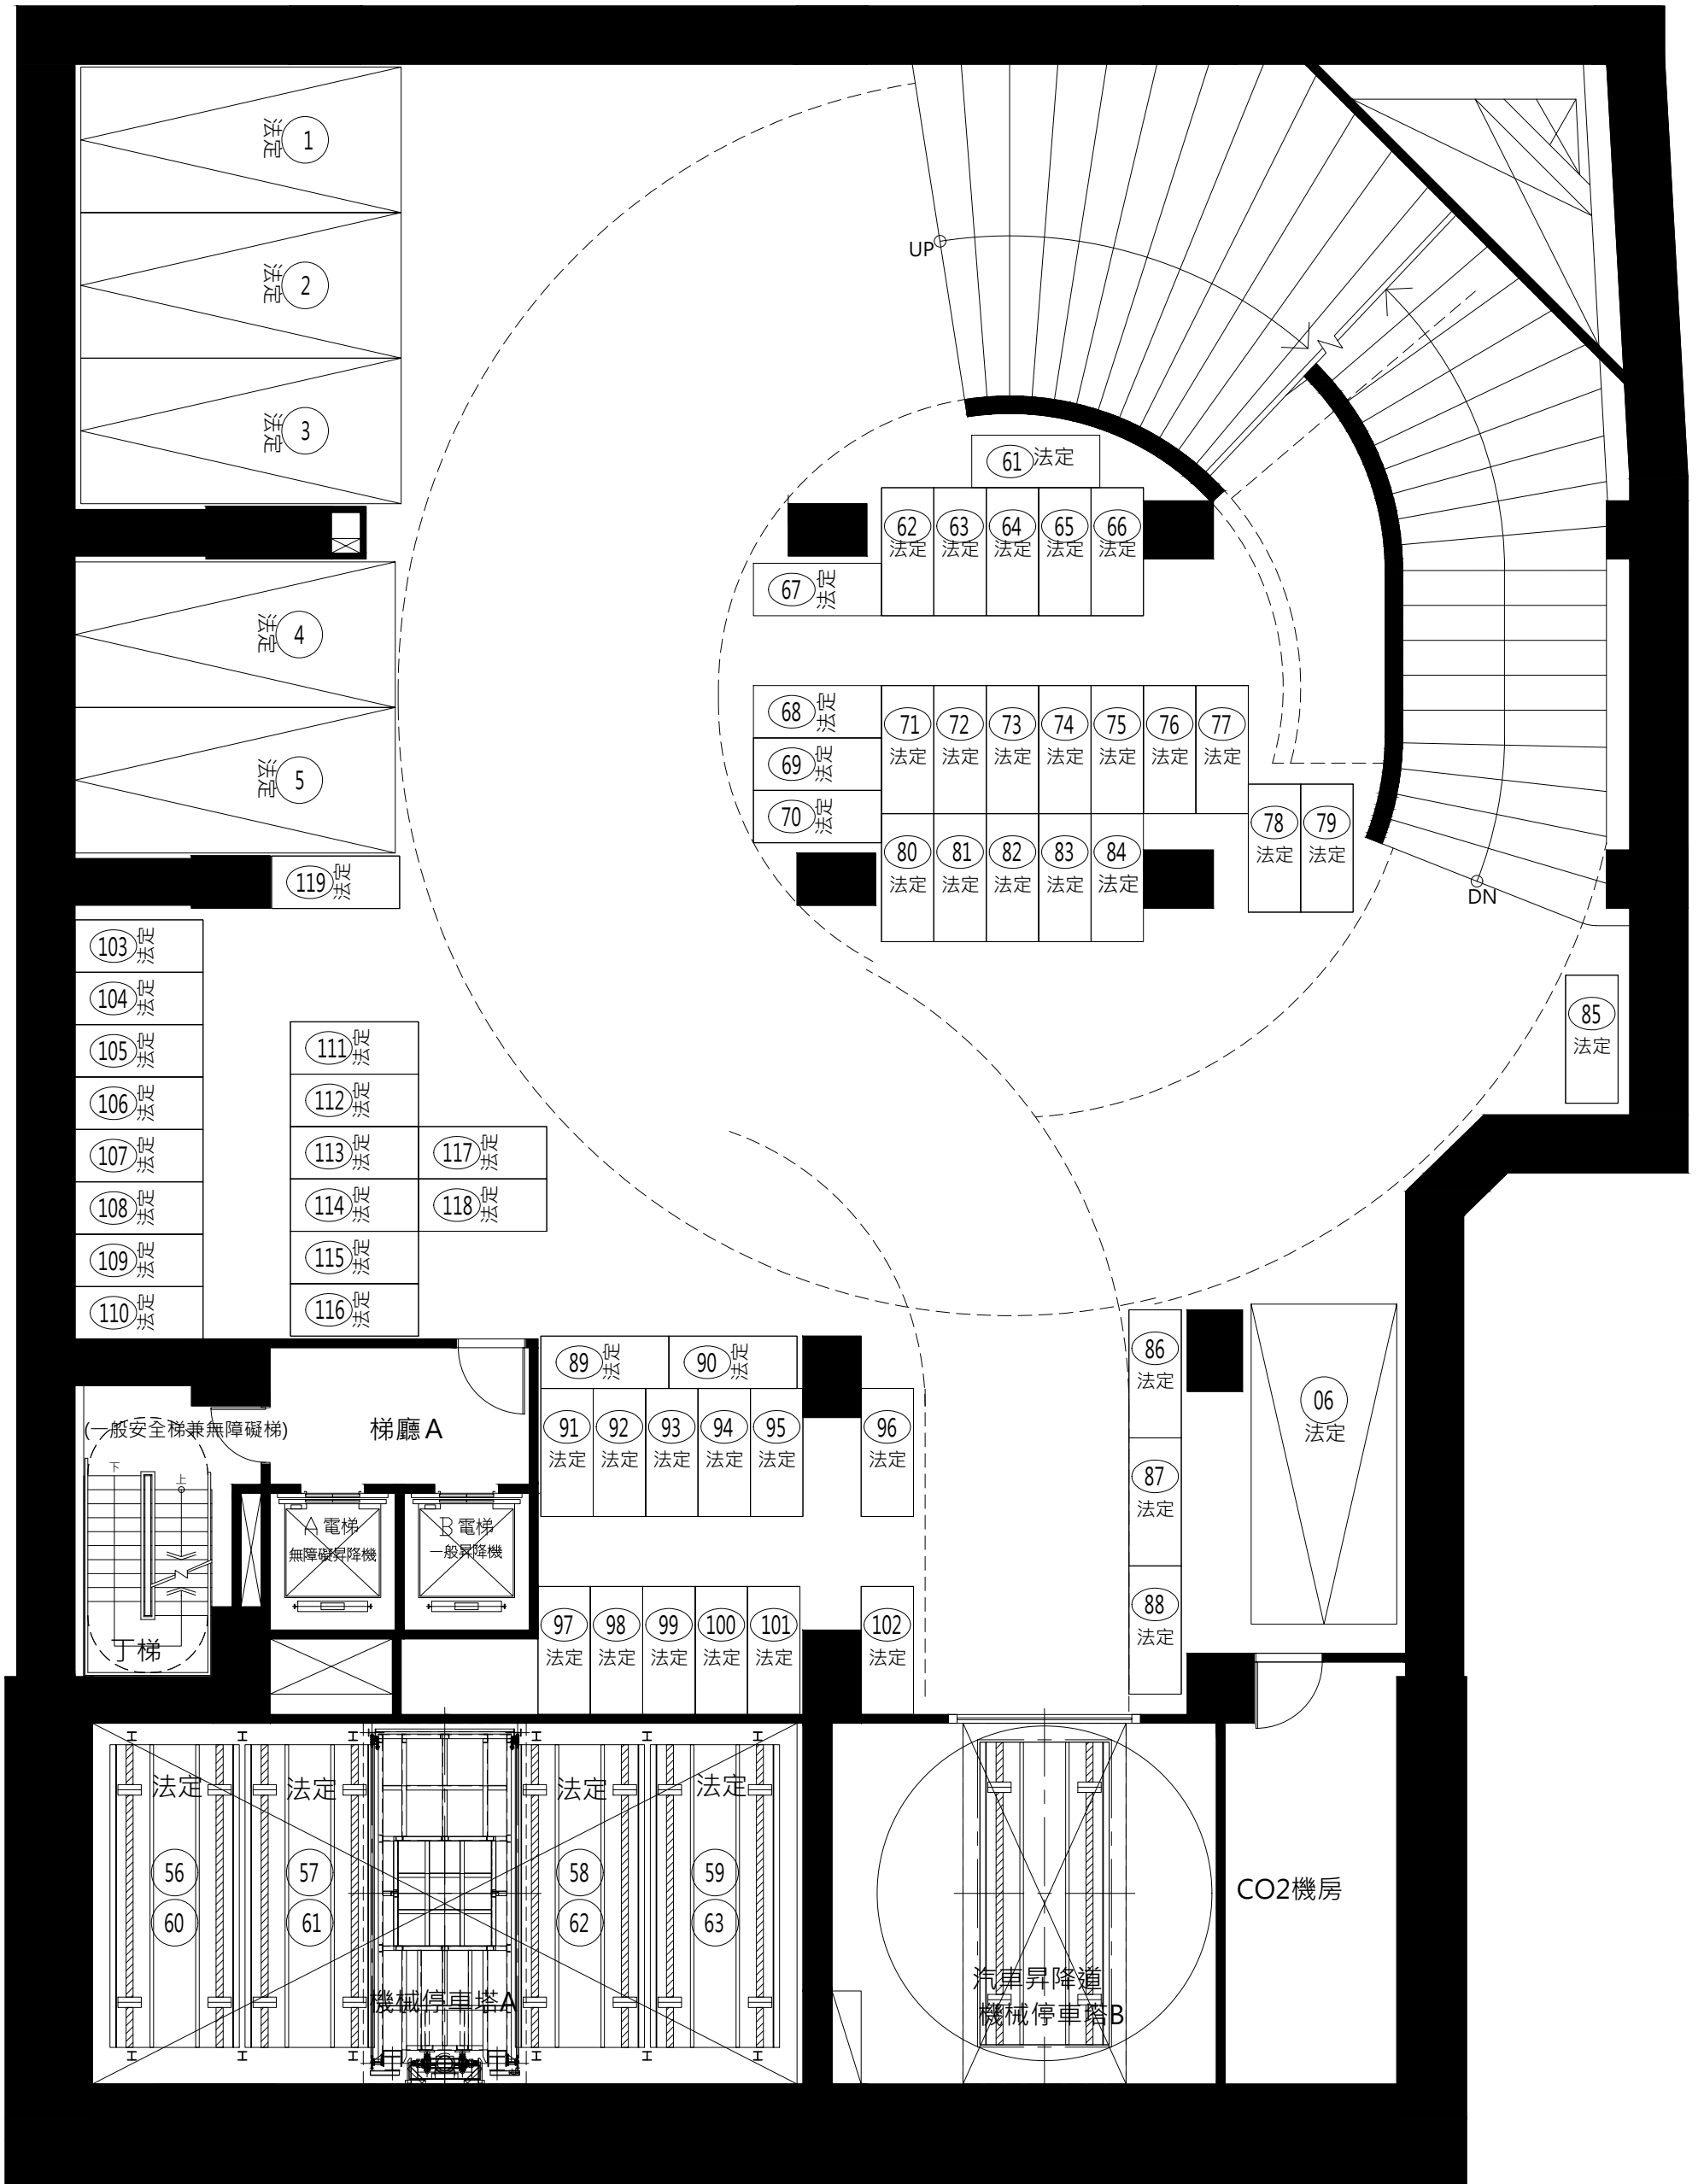 法定 1
法定 2
法定 3
UP
61 法定
62 63 64 65 66
法定 法定 法定 法定 法定
67 法定
法定 4
68 法定
71 72 73 74 75 76 77
法定 法定 法定 法定 法定 法定 法定
69 法定
法定 5
70 法定
78 79
法定 法定
80 81 82 83 84
法定 法定 法定 法定 法定
119 法定
DN
103 法定
104 法定
85
法定
105 法定
111 法定
106 法定
112 法定
107 法定
113 法定
117 法定
108 法定
114 法定
118 法定
109 法定
115 法定
110 法定
116 法定
86
法定
89 法定
90 法定
06
法定
(一般安全梯兼無障礙梯)
梯廳A
91 92 93 94 95 96
法定 法定 法定 法定 法定 法定
下
上
87
法定
A電梯
無障礙昇降機
B電梯
一般昇降機
88
法定
97 98 99 100 101 102
法定 法定 法定 法定 法定 法定
丁梯
法定 法定 法定 法定
56 57 58 59
60 61 62 63
機械停車塔A
汽車昇降道
機械停車塔B
CO2機房